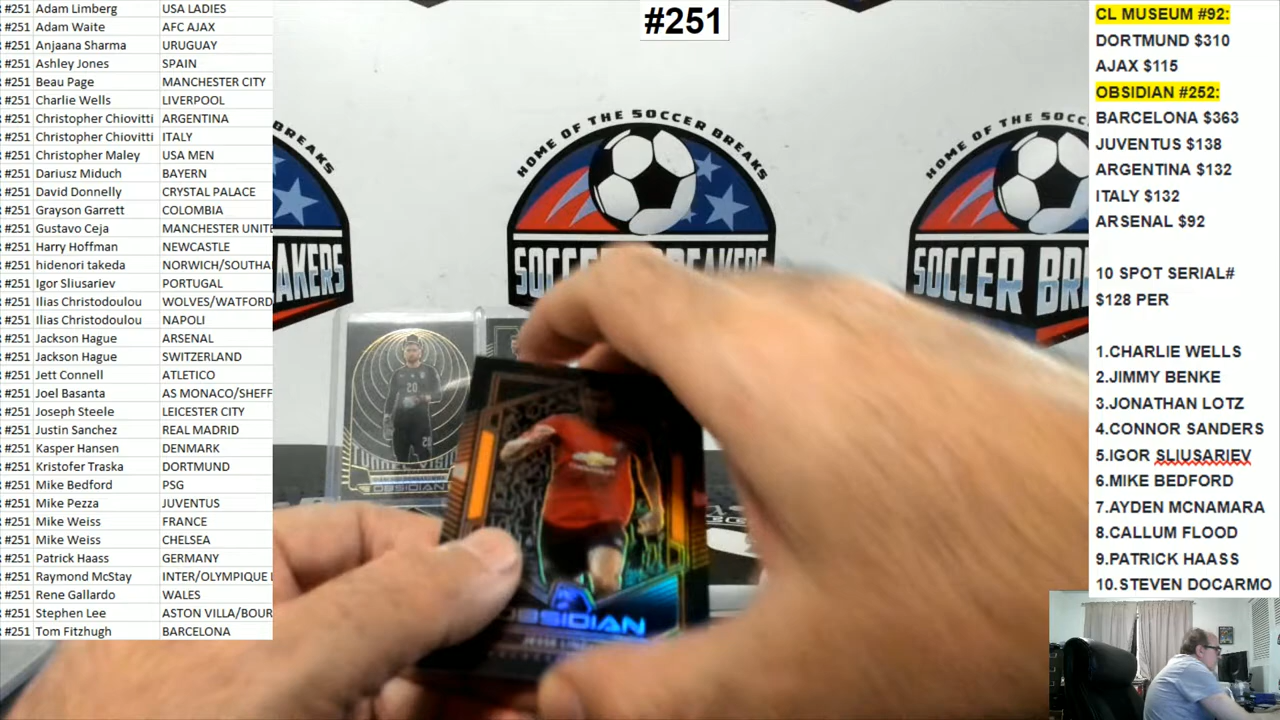 #251 Adam Limberg USA LADIES
#251 Adam Waite AFC AJAX
#251 Anjaana Sharma URUGUAY
#251 Ashley Jones SPAIN
#251 Beau Page MANCHESTER CITY
#251 Charlie Wells LIVERPOOL
#251 Christopher Chiovitti ARGENTINA
#251 Christopher Chiovitti ITALY
#251 Christopher Maley USA MEN
#251 Dariusz Miduch BAYERN
#251 David Donnelly CRYSTAL PALACE
#251 Grayson Garrett COLOMBIA
#251 Gustavo Ceja MANCHESTER UNITE
#251 Harry Hoffman NEWCASTLE
#251 hidenori takeda NORWICH/SOUTHA
#251 Igor Sliusariev PORTUGAL
#251 Ilias Christodoulou WOLVES/WATFORD
#251 Ilias Christodoulou NAPOLI
#251 Jackson Hague ARSENAL
#251 Jackson Hague SWITZERLAND
#251 Jett Connell ATLETICO
#251 Joel Basanta AS MONACO/SHEFF
#251 Joseph Steele LEICESTER CITY
#251 Justin Sanchez REAL MADRID
#251 Kasper Hansen DENMARK
#251 Kristofer Traska DORTMUND
#251 Mike Bedford PSG
#251 Mike Pezza JUVENTUS
#251 Mike Weiss FRANCE
#251 Mike Weiss CHELSEA
#251 Patrick Haass GERMANY
#251 Raymond McStay INTER/OLYMPIQUE L
#251 Rene Gallardo WALES
#251 Stephen Lee ASTON VILLA/BOUR
#251 Tom Fitzhugh BARCELONA
#251
BREAKS
AKERS
HOME OF THE SOCCER BREAKS
SOCCER BREAKERS
HOME OF THE SOCCER
SOCCER BR
20
20
OBSIDIAN
OBSIDIAN
CL MUSEUM #92:
DORTMUND $310
AJAX $115
OBSIDIAN #252:
BARCELONA $363
JUVENTUS $138
ARGENTINA $132
ITALY $132
ARSENAL $92
10 SPOT SERIAL#
$128 PER
1.CHARLIE WELLS
2.JIMMY BENKE
3.JONATHAN LOTZ
4.CONNOR SANDERS
5.IGOR SLIUSARIEV
6.MIKE BEDFORD
7.AYDEN MCNAMARA
8.CALLUM FLOOD
9.PATRICK HAASS
10.STEVEN DOCARMO